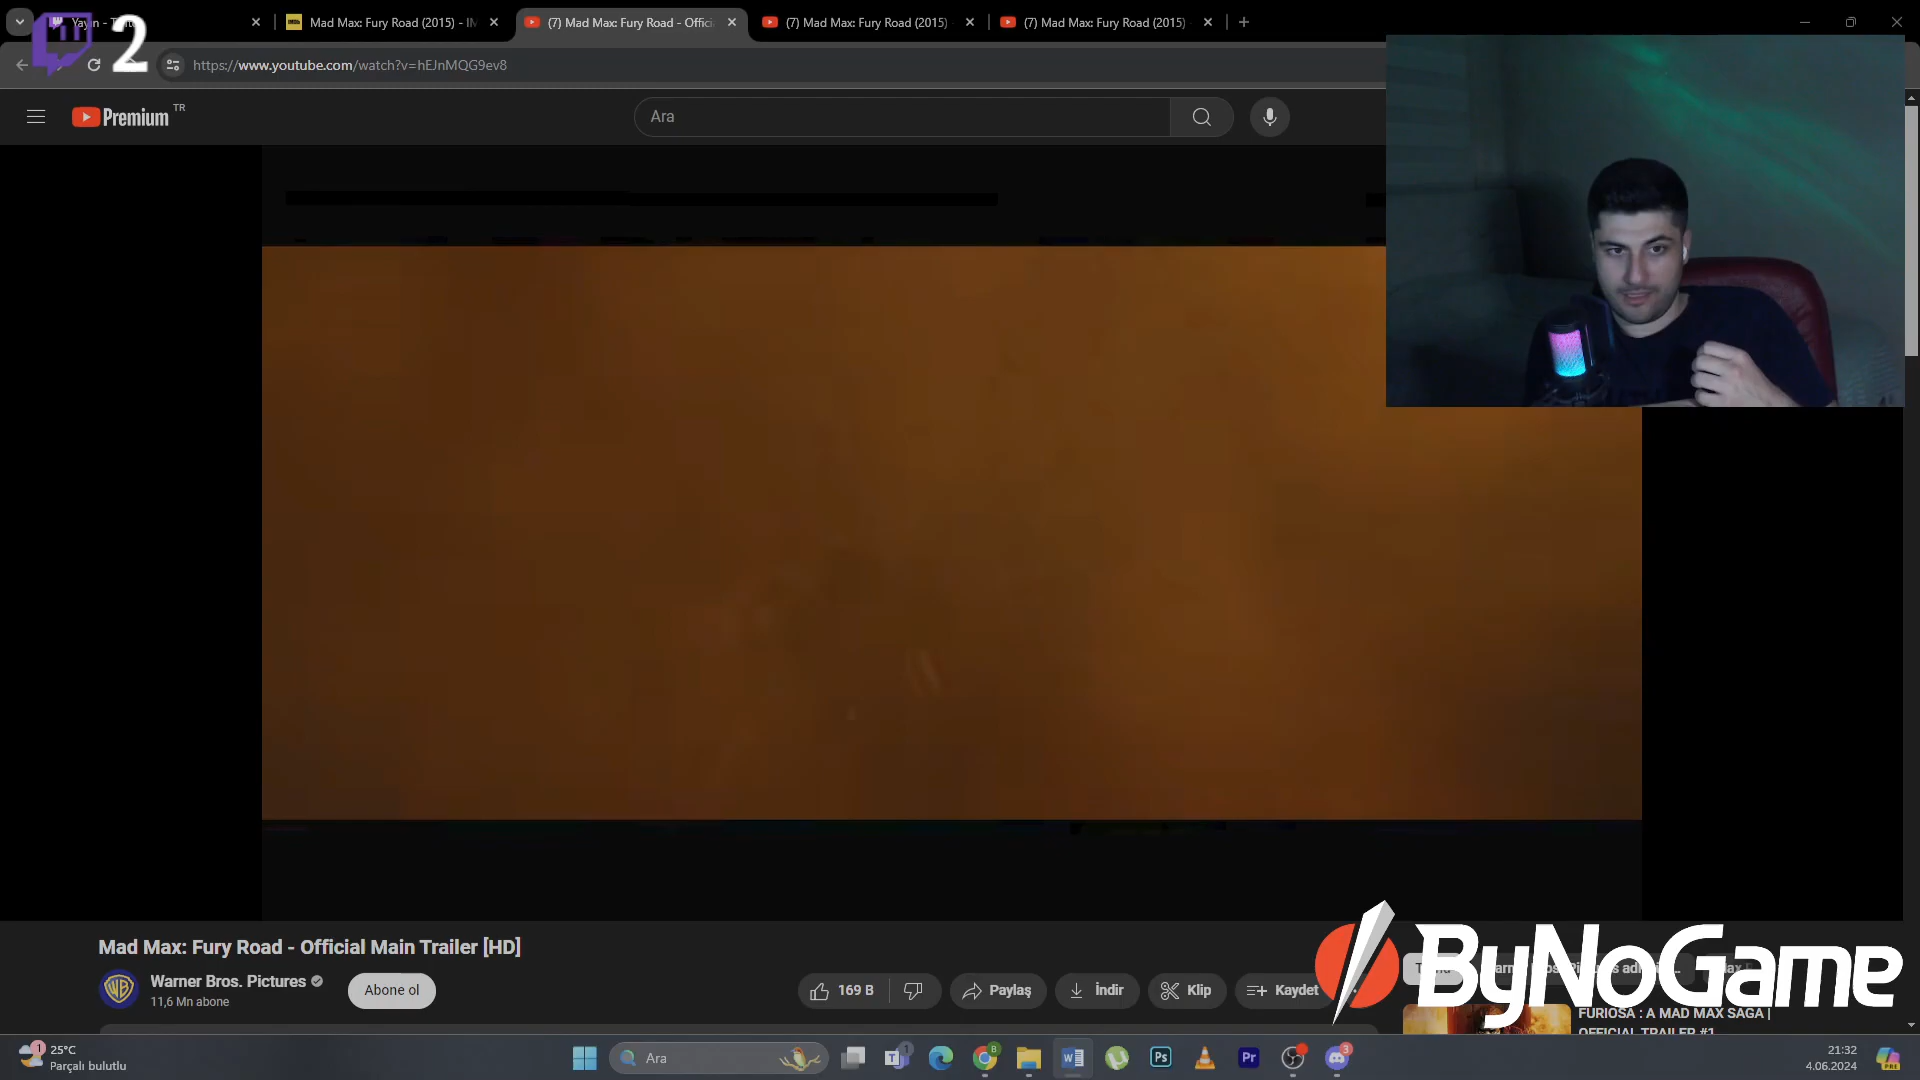 2
Mad Max: Fury Road (2015) - IM
(7) Mad Max: Fury Road - Offici
(7) Mad Max: Fury Road (2015) -
(7) Mad Max: Fury Road (2015)
https://www.youtube.com/watch?v=hEJnMQG9ev8
Premium TR
Ara
Mad Max: Fury Road - Official Main Trailer [HD]
Warner Bros. Pictures
11,6 Mn abone
Abone ol
169 B
Paylaş
İndir
Klip
Kaydet
ByNoGame
FURIOSA : A MAD MAX SAGA |
OFFICIAL TRAILER #1
25°C
Parçalı bulutlu
Ara
21:32
4.06.2024